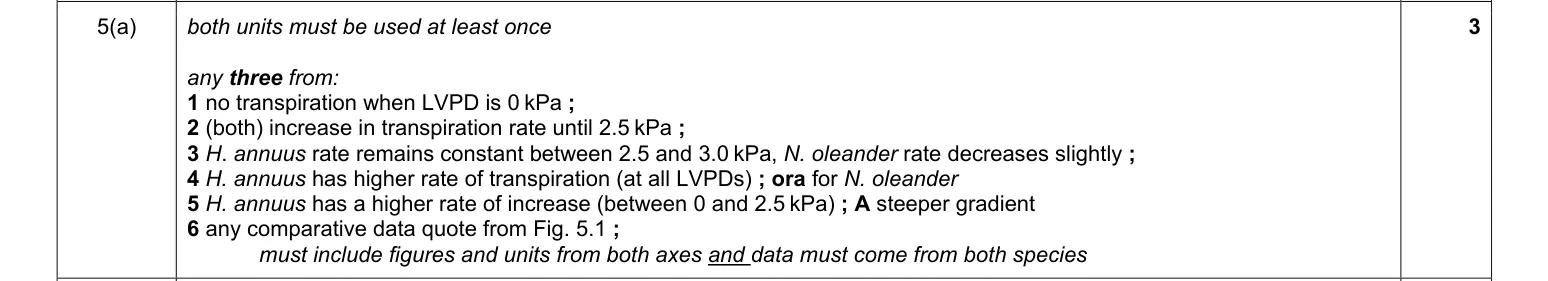 5(a) both units must be used at least once 3
any three from:
1 no transpiration when LVPD is 0 kPa ;
2 (both) increase in transpiration rate until 2.5 kPa ;
3 H. annuus rate remains constant between 2.5 and 3.0 kPa, N. oleander rate decreases slightly ;
4 H. annuus has higher rate of transpiration (at all LVPDs) ; ora for N. oleander
5 H. annuus has a higher rate of increase (between 0 and 2.5 kPa) ; A steeper gradient
6 any comparative data quote from Fig. 5.1 ;
must include figures and units from both axes and data must come from both species